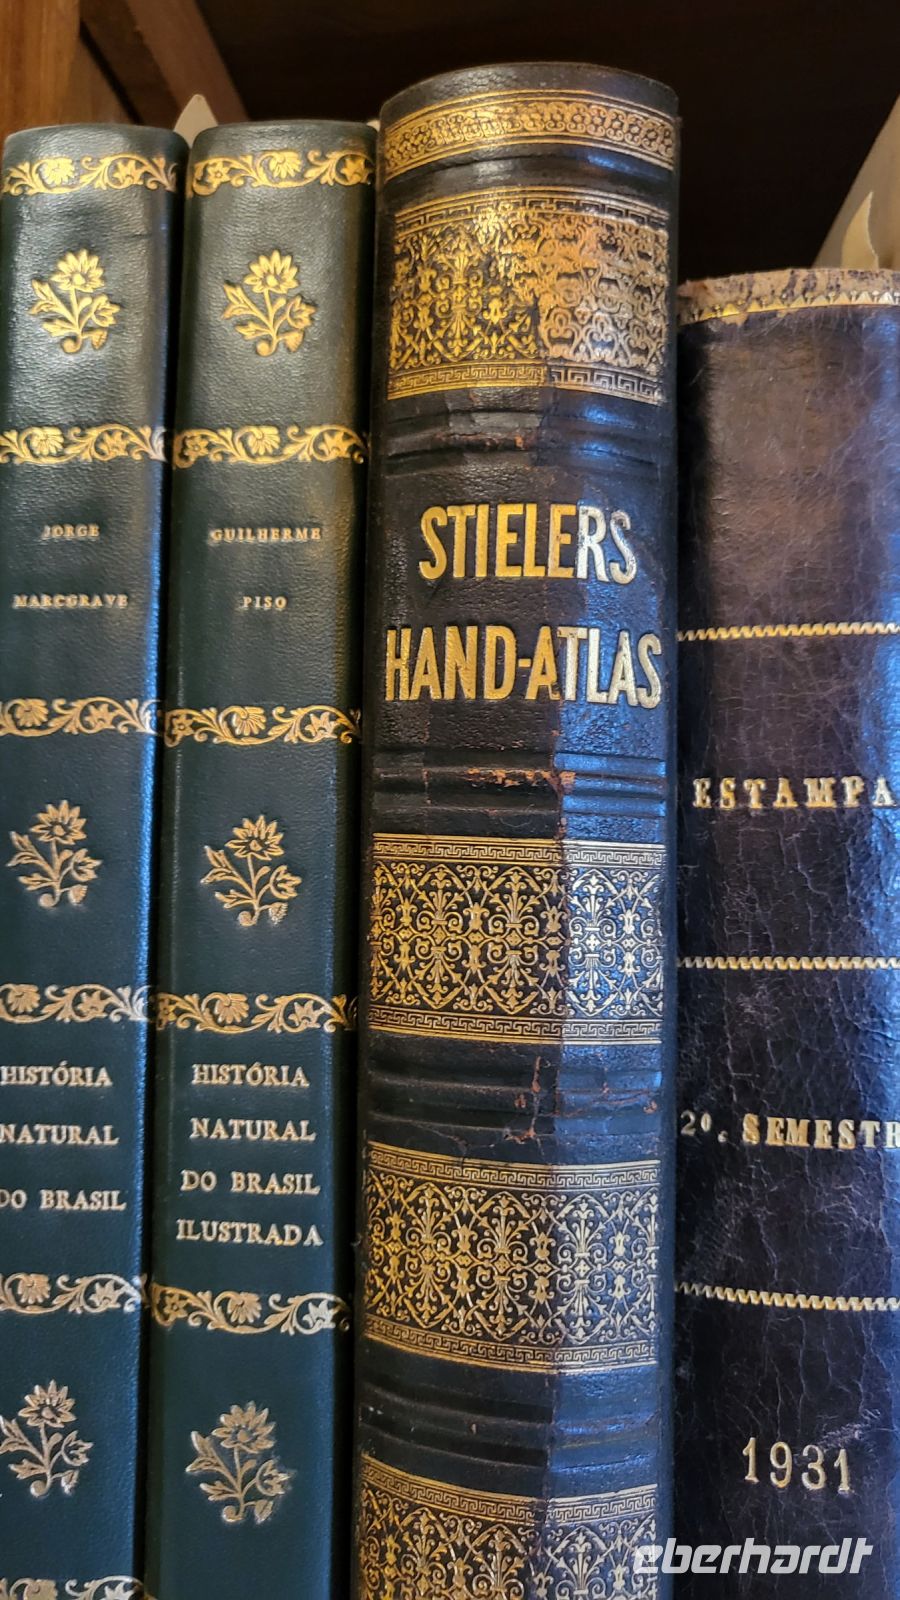 JORGE
MARCGRAVE
HISTÓRIA
NATURAL
DO BRASIL
GUILHERME
PISO
HISTÓRIA
NATURAL
DO BRASIL
ILUSTRADA
STIELERS
HAND-ATLAS
ESTAMPA
2º. SEMESTR
1931
eberhardt